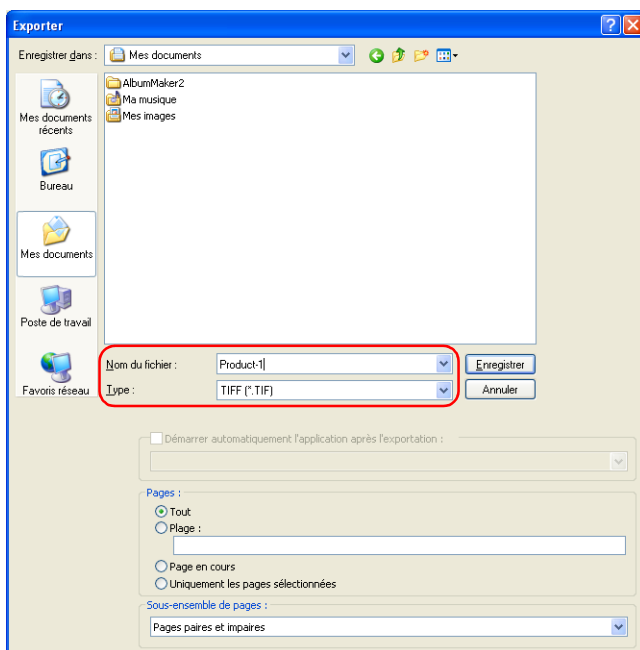 Exporter
Enregistrer dans :
Mes documents
AlbumMaker2
Ma musique
Mes images
Mes documents
récents
Bureau
Mes documents
Poste de travail
Favoris réseau
Nom du fichier :
Product-1
Enregistrer
Type :
TIFF (*.TIF)
Annuler
Démarrer automatiquement l'application après l'exportation :
Pages :
Tout
Plage :
Page en cours
Uniquement les pages sélectionnées
Sous-ensemble de pages :
Pages paires et impaires